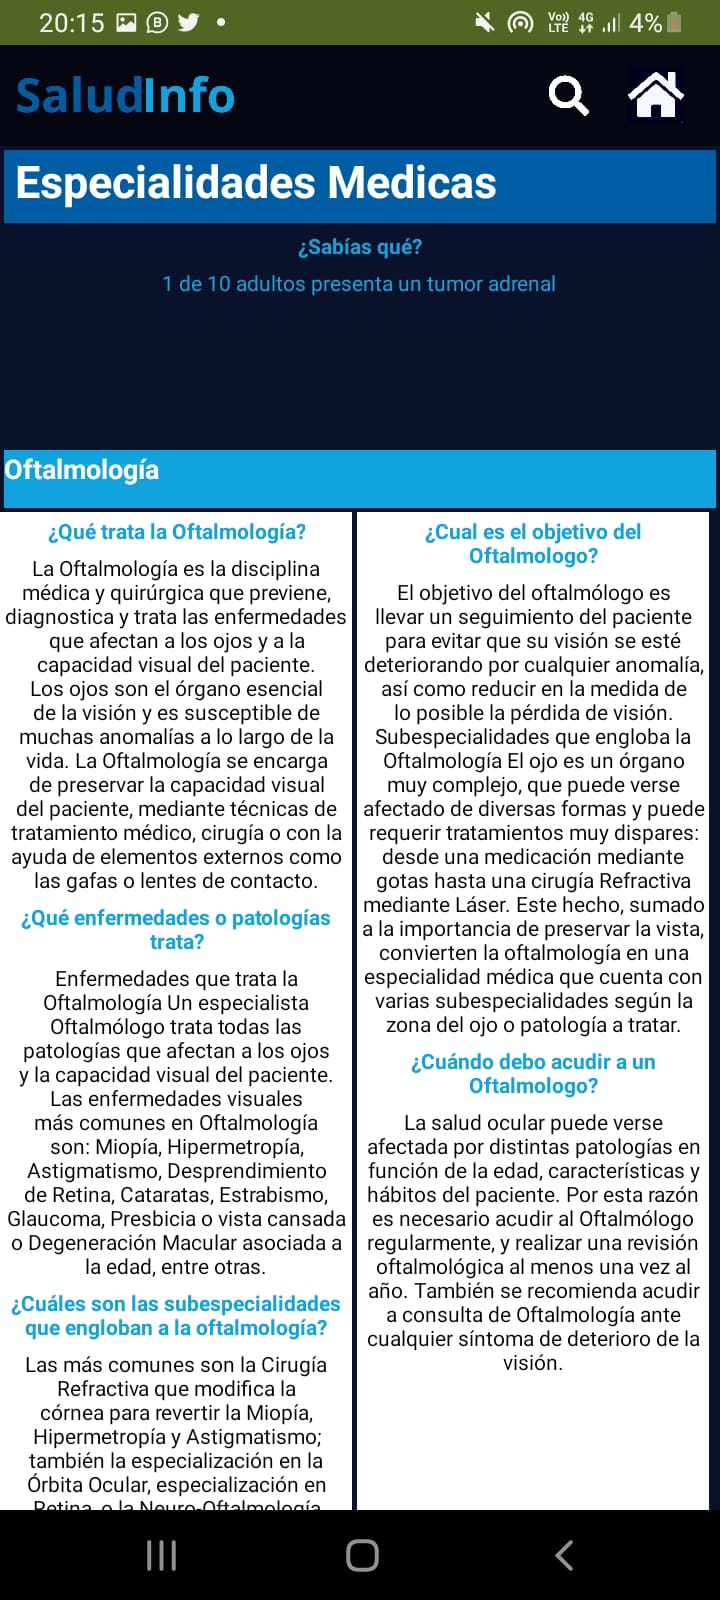 20:15
Vo))
LTE
4G
4%
SaludInfo
Especialidades Medicas
¿Sabías qué?
1 de 10 adultos presenta un tumor adrenal
Oftalmología
¿Qué trata la Oftalmología?
La Oftalmología es la disciplina
médica y quirúrgica que previene,
diagnostica y trata las enfermedades
que afectan a los ojos y a la
capacidad visual del paciente.
Los ojos son el órgano esencial
de la visión y es susceptible de
muchas anomalías a lo largo de la
vida. La Oftalmología se encarga
de preservar la capacidad visual
del paciente, mediante técnicas de
tratamiento médico, cirugía o con la
ayuda de elementos externos como
las gafas o lentes de contacto.
¿Qué enfermedades o patologías
trata?
Enfermedades que trata la
Oftalmología Un especialista
Oftalmólogo trata todas las
patologías que afectan a los ojos
y la capacidad visual del paciente.
Las enfermedades visuales
más comunes en Oftalmología
son: Miopía, Hipermetropía,
Astigmatismo, Desprendimiento
de Retina, Cataratas, Estrabismo,
Glaucoma, Presbicia o vista cansada
o Degeneración Macular asociada a
la edad, entre otras.
¿Cuáles son las subespecialidades
que engloban a la oftalmología?
Las más comunes son la Cirugía
Refractiva que modifica la
córnea para revertir la Miopía,
Hipermetropía y Astigmatismo;
también la especialización en la
Órbita Ocular, especialización en
Retina, o la Neuro-Oftalmología
¿Cual es el objetivo del
Oftalmologo?
El objetivo del oftalmólogo es
llevar un seguimiento del paciente
para evitar que su visión se esté
deteriorando por cualquier anomalía,
así como reducir en la medida de
lo posible la pérdida de visión.
Subespecialidades que engloba la
Oftalmología El ojo es un órgano
muy complejo, que puede verse
afectado de diversas formas y puede
requerir tratamientos muy dispares:
desde una medicación mediante
gotas hasta una cirugía Refractiva
mediante Láser. Este hecho, sumado
a la importancia de preservar la vista,
convierten la oftalmología en una
especialidad médica que cuenta con
varias subespecialidades según la
zona del ojo o patología a tratar.
¿Cuándo debo acudir a un
Oftalmologo?
La salud ocular puede verse
afectada por distintas patologías en
función de la edad, características y
hábitos del paciente. Por esta razón
es necesario acudir al Oftalmólogo
regularmente, y realizar una revisión
oftalmológica al menos una vez al
año. También se recomienda acudir
a consulta de Oftalmología ante
cualquier síntoma de deterioro de la
visión.